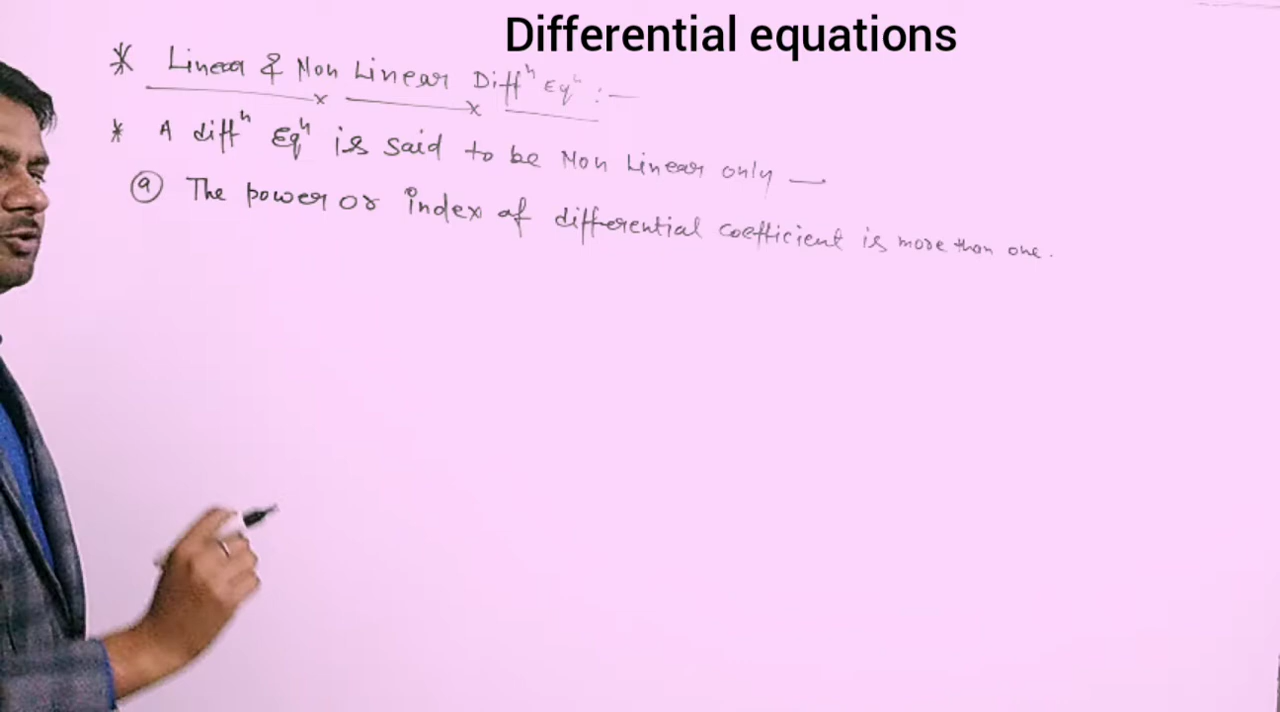 Differential equations
* Linear & Non Linear Diffⁿ Eqⁿ :—
* A diffⁿ Eqⁿ is said to be Non Linear only —
(a) The power or index of differential coefficient is more than one.